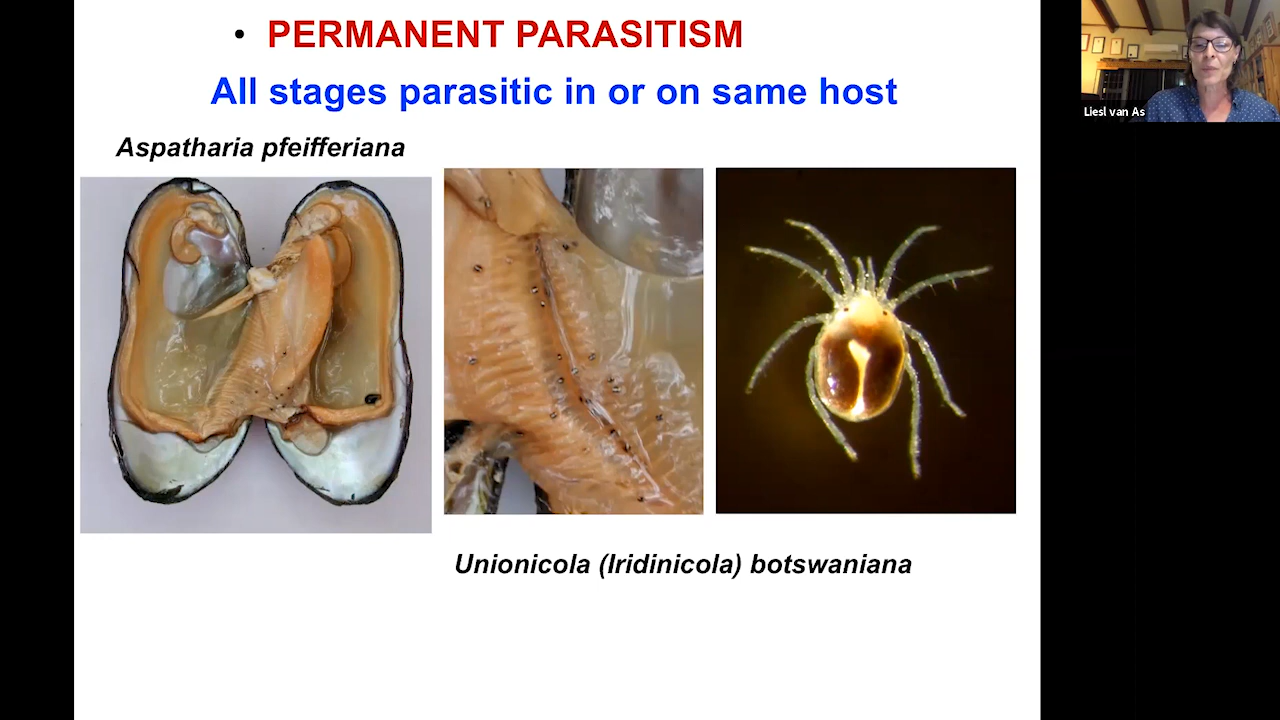 • PERMANENT PARASITISM
All stages parasitic in or on same host
Aspatharia pfeifferiana
Unionicola (Iridinicola) botswaniana
Liesl van As